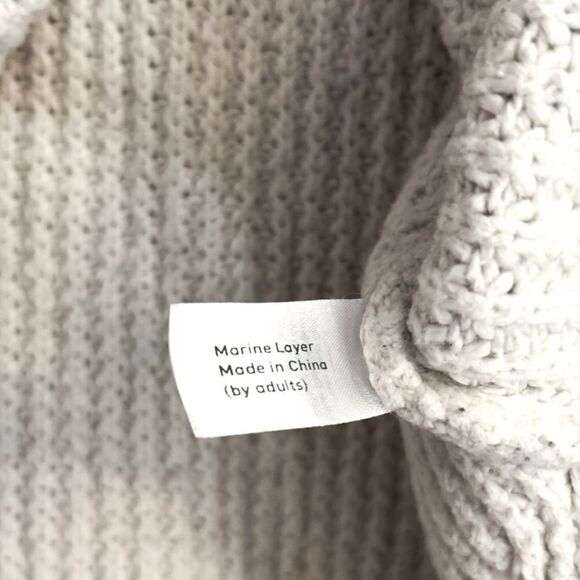 Marine Layer
Made in China
(by adults)